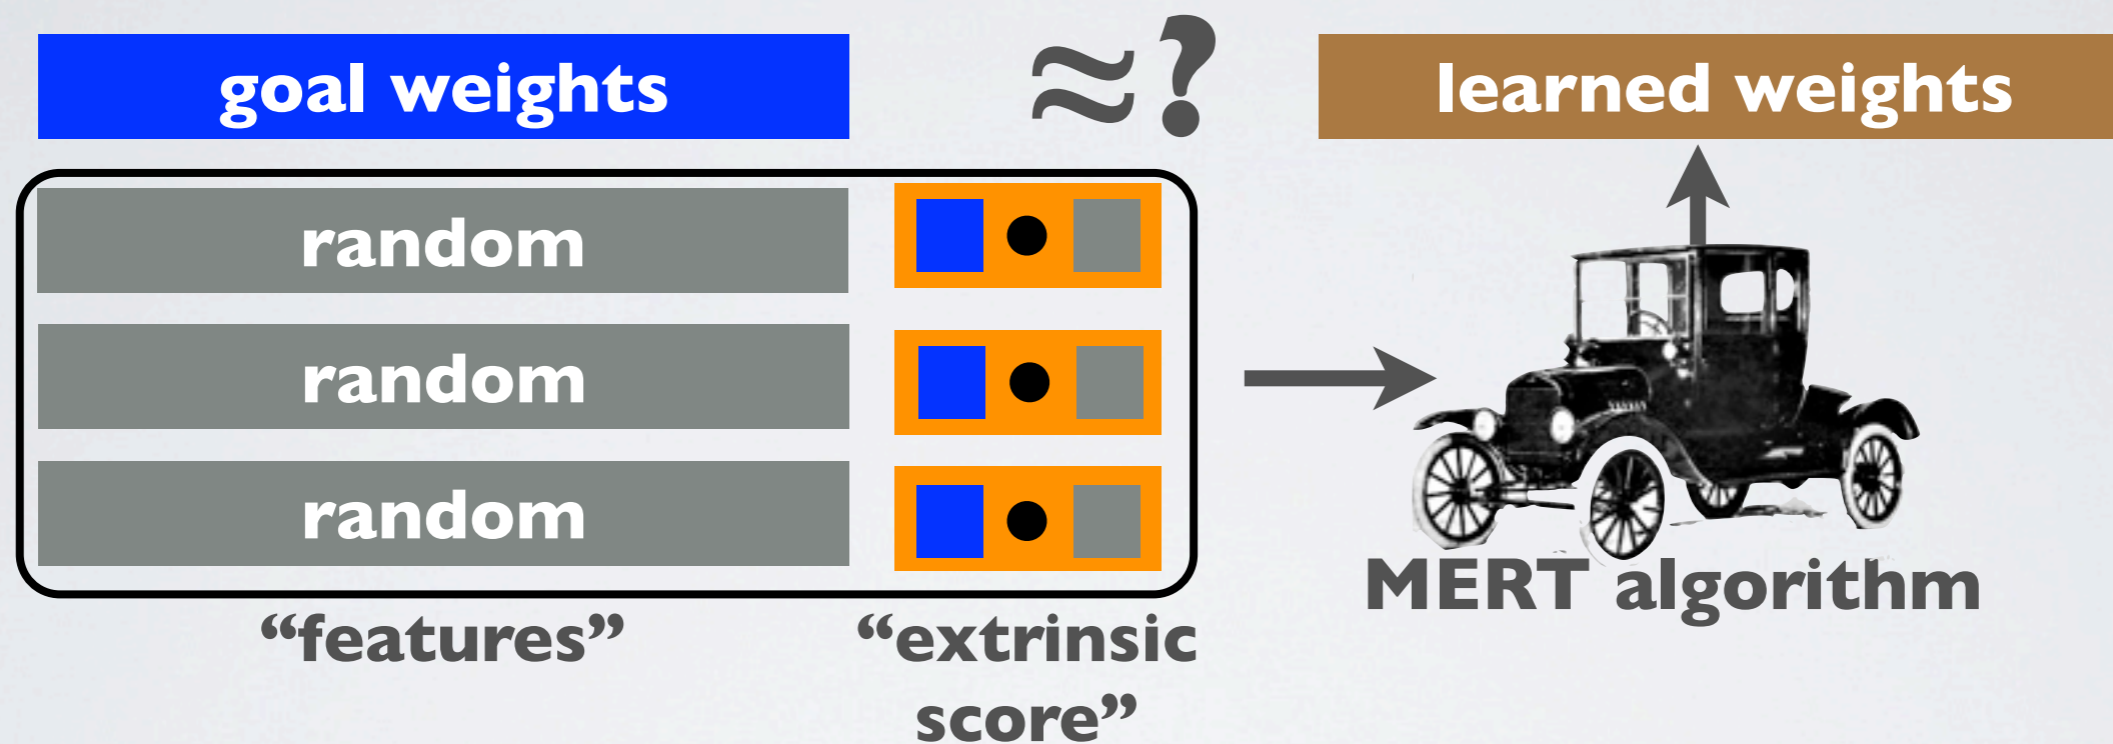 goal weights
≈?
learned weights
random
random
random
MERT algorithm
“features”
“extrinsic
score”